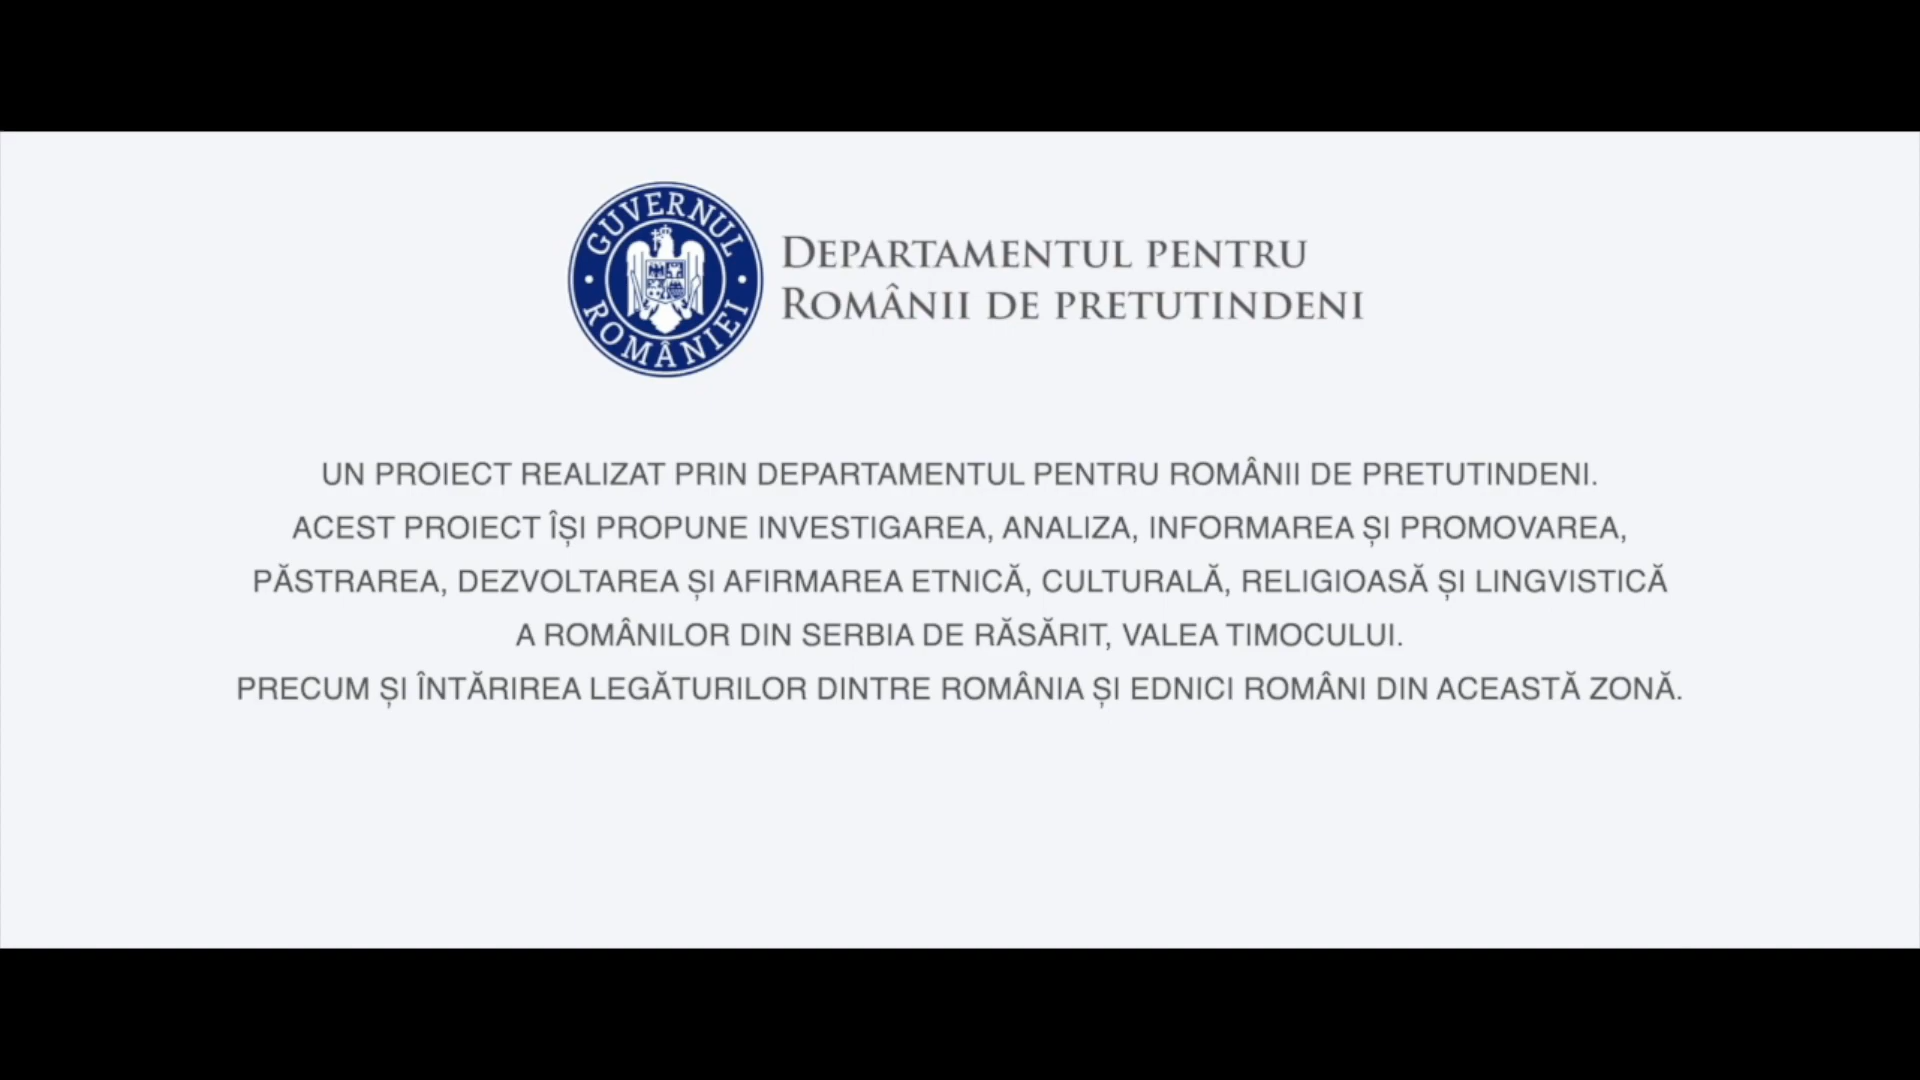 GUVERNUL ROMÂNIEI
DEPARTAMENTUL PENTRU
ROMÂNII DE PRETUTINDENI
UN PROIECT REALIZAT PRIN DEPARTAMENTUL PENTRU ROMÂNII DE PRETUTINDENI.
ACEST PROIECT ÎȘI PROPUNE INVESTIGAREA, ANALIZA, INFORMAREA ȘI PROMOVAREA,
PĂSTRAREA, DEZVOLTAREA ȘI AFIRMAREA ETNICĂ, CULTURALĂ, RELIGIOASĂ ȘI LINGVISTICĂ
A ROMÂNILOR DIN SERBIA DE RĂSĂRIT, VALEA TIMOCULUI.
PRECUM ȘI ÎNTĂRIREA LEGĂTURILOR DINTRE ROMÂNIA ȘI EDNICI ROMÂNI DIN ACEASTĂ ZONĂ.